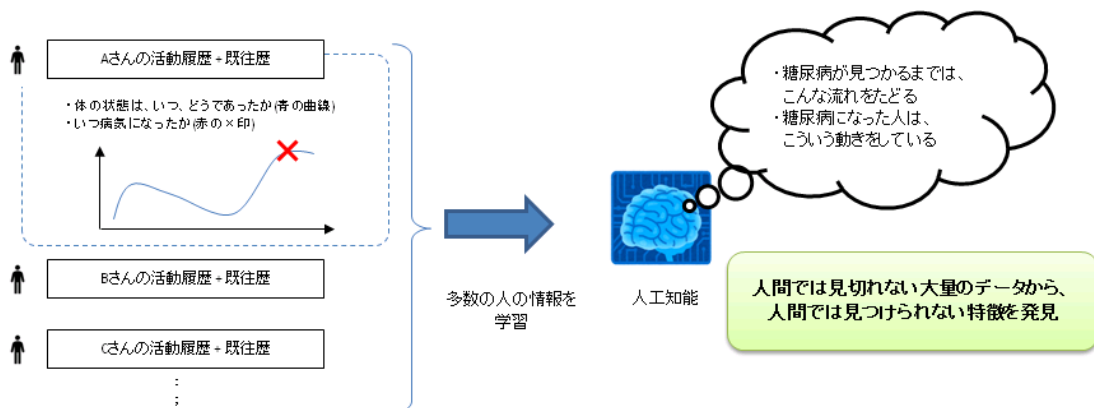 Aさんの活動履歴+既往歴
・体の状態は、いつ、どうであったか(青の曲線)
・いつ病気になったか(赤の×印)
Bさんの活動履歴+既往歴
Cさんの活動履歴+既往歴
:
;
多数の人の情報を
学習
人工知能
・糖尿病が見つかるまでは、
こんな流れをたどる
・糖尿病になった人は、
こういう動きをしている
人間では見切れない大量のデータから、
人間では見つけられない特徴を発見